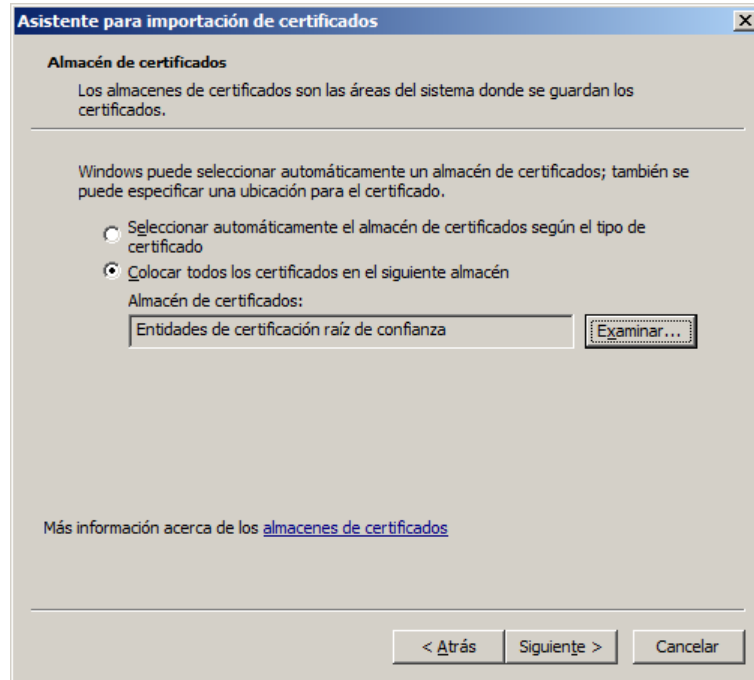 Asistente para importación de certificados
Almacén de certificados
Los almacenes de certificados son las áreas del sistema donde se guardan los
certificados.
Windows puede seleccionar automáticamente un almacén de certificados; también se
puede especificar una ubicación para el certificado.
Seleccionar automáticamente el almacén de certificados según el tipo de
certificado
Colocar todos los certificados en el siguiente almacén
Almacén de certificados:
Entidades de certificación raíz de confianza
Examinar...
Más información acerca de los almacenes de certificados
< Atrás
Siguiente >
Cancelar